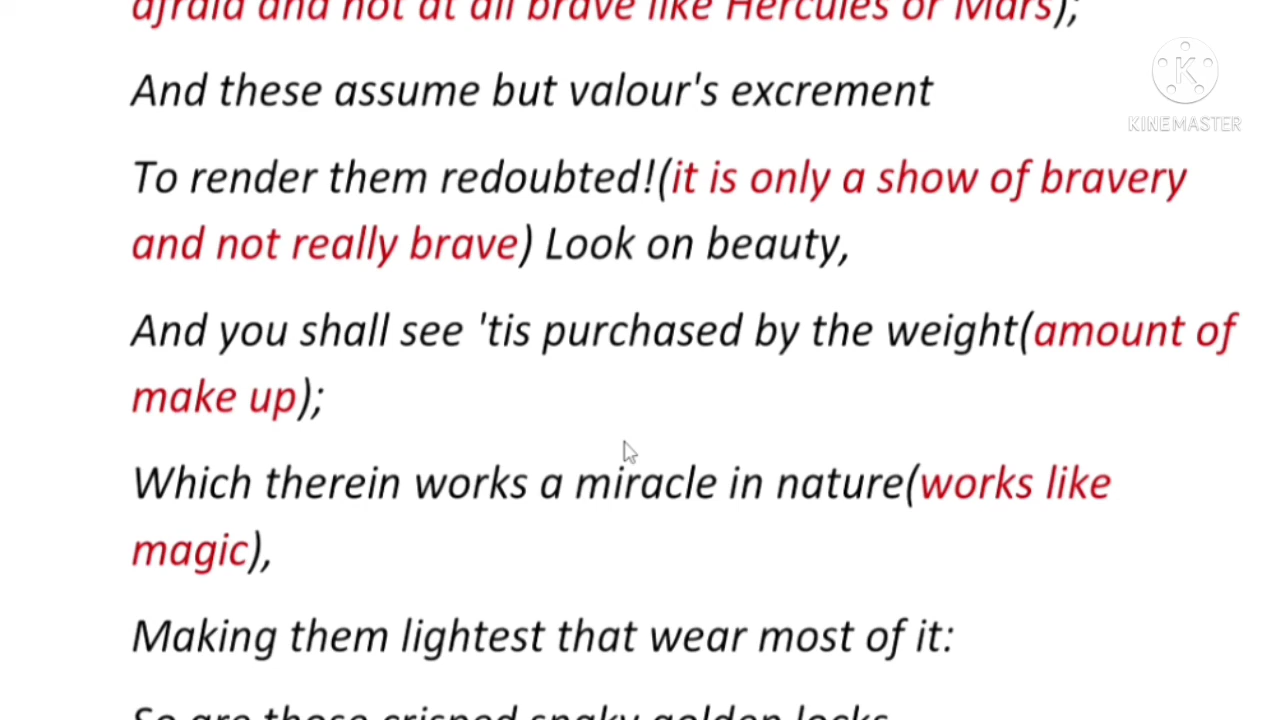 afraid and not at all brave like Hercules or Mars);
And these assume but valour's excrement
KINEMASTER
To render them redoubted!(it is only a show of bravery
and not really brave) Look on beauty,
And you shall see 'tis purchased by the weight(amount of
make up);
Which therein works a miracle in nature(works like
magic),
Making them lightest that wear most of it:
So are those crisped snaky golden locks